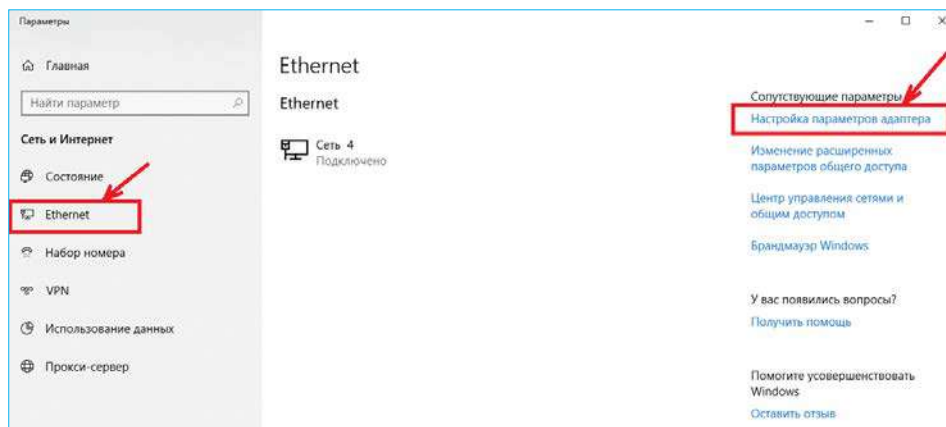 Параметры
Главная
Найти параметр
Сеть и Интернет
Состояние
Ethernet
Набор номера
VPN
Использование данных
Прокси-сервер
Ethernet
Ethernet
Сеть 4
Подключено
Сопутствующие параметры
Настройка параметров адаптера
Изменение расширенных
параметров общего доступа
Центр управления сетями и
общим доступом
Брандмауэр Windows
У вас появились вопросы?
Получить помощь
Помогите усовершенствовать
Windows
Оставить отзыв